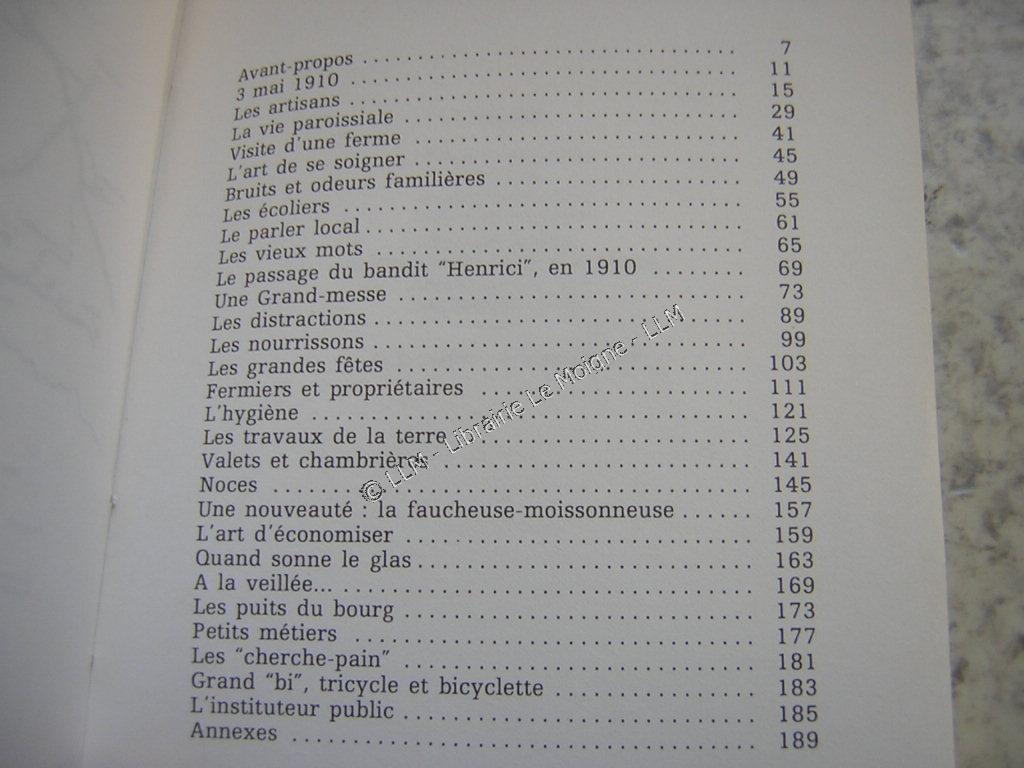 Avant-propos ........ 7
3 mai 1910 ........ 11
Les artisans ........ 15
La vie paroissiale ........ 29
Visite d'une ferme ........ 41
L'art de se soigner ........ 45
Bruits et odeurs familières ........ 49
Les écoliers ........ 55
Le parler local ........ 61
Les vieux mots ........ 65
Le passage du bandit "Henrici", en 1910 ........ 69
Une Grand-messe ........ 73
Les distractions ........ 89
Les nourrissons ........ 99
Les grandes fêtes ........ 103
Fermiers et propriétaires ........ 111
L'hygiène ........ 121
Les travaux de la terre ........ 125
Valets et chambrières ........ 141
Noces ........ 145
Une nouveauté : la faucheuse-moissonneuse ...... 157
L'art d'économiser ........ 159
Quand sonne le glas ........ 163
A la veillée... ........ 169
Les puits du bourg ........ 173
Petits métiers ........ 177
Les "cherche-pain" ........ 181
Grand "bi", tricycle et bicyclette ........ 183
L'instituteur public ........ 185
Annexes ........ 189
© LLM - Librairie Le Moigne - LLM